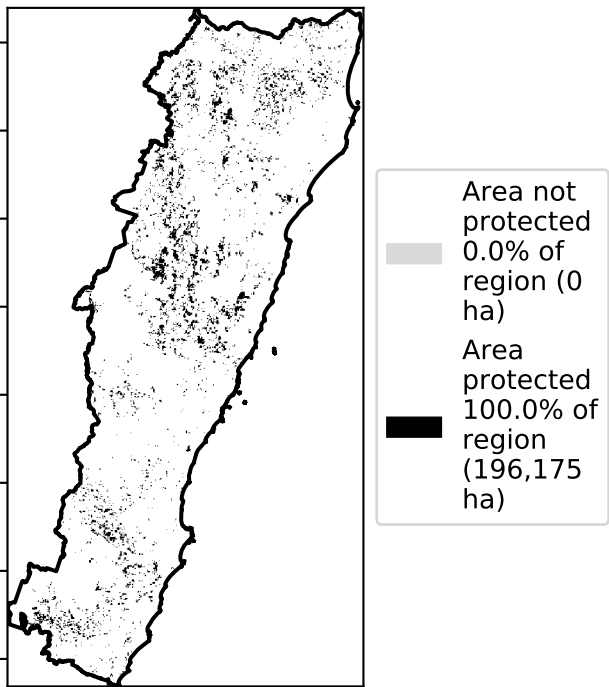 Area not
protected
0.0% of
region (0
ha)
Area
protected
100.0% of
region
(196,175
ha)